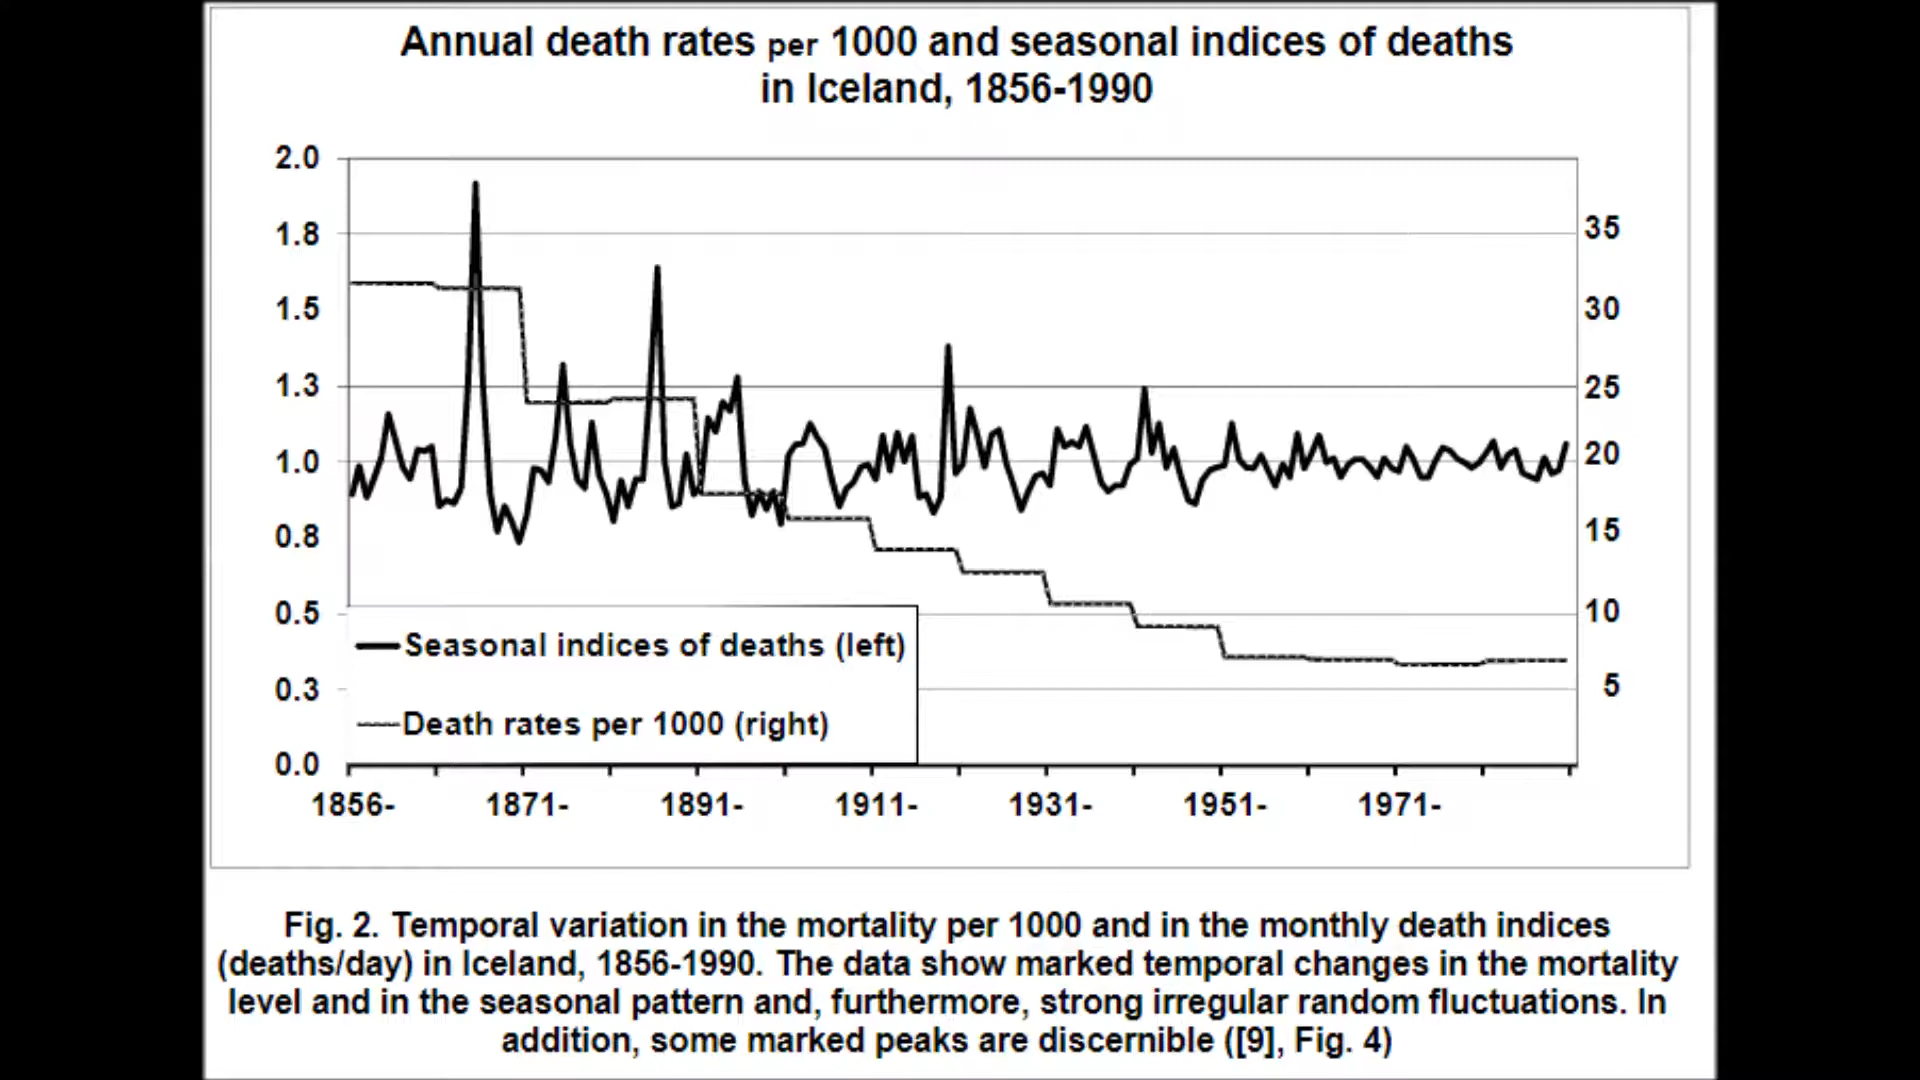 Annual death rates per 1000 and seasonal indices of deaths
in Iceland, 1856-1990
2.0
1.8
1.5
1.3
1.0
0.8
0.5
0.3
0.0
35
30
25
20
15
10
5
Seasonal indices of deaths (left)
Death rates per 1000 (right)
1856- 1871- 1891- 1911- 1931- 1951- 1971-
Fig. 2. Temporal variation in the mortality per 1000 and in the monthly death indices
(deaths/day) in Iceland, 1856-1990. The data show marked temporal changes in the mortality
level and in the seasonal pattern and, furthermore, strong irregular random fluctuations. In
addition, some marked peaks are discernible ([9], Fig. 4)